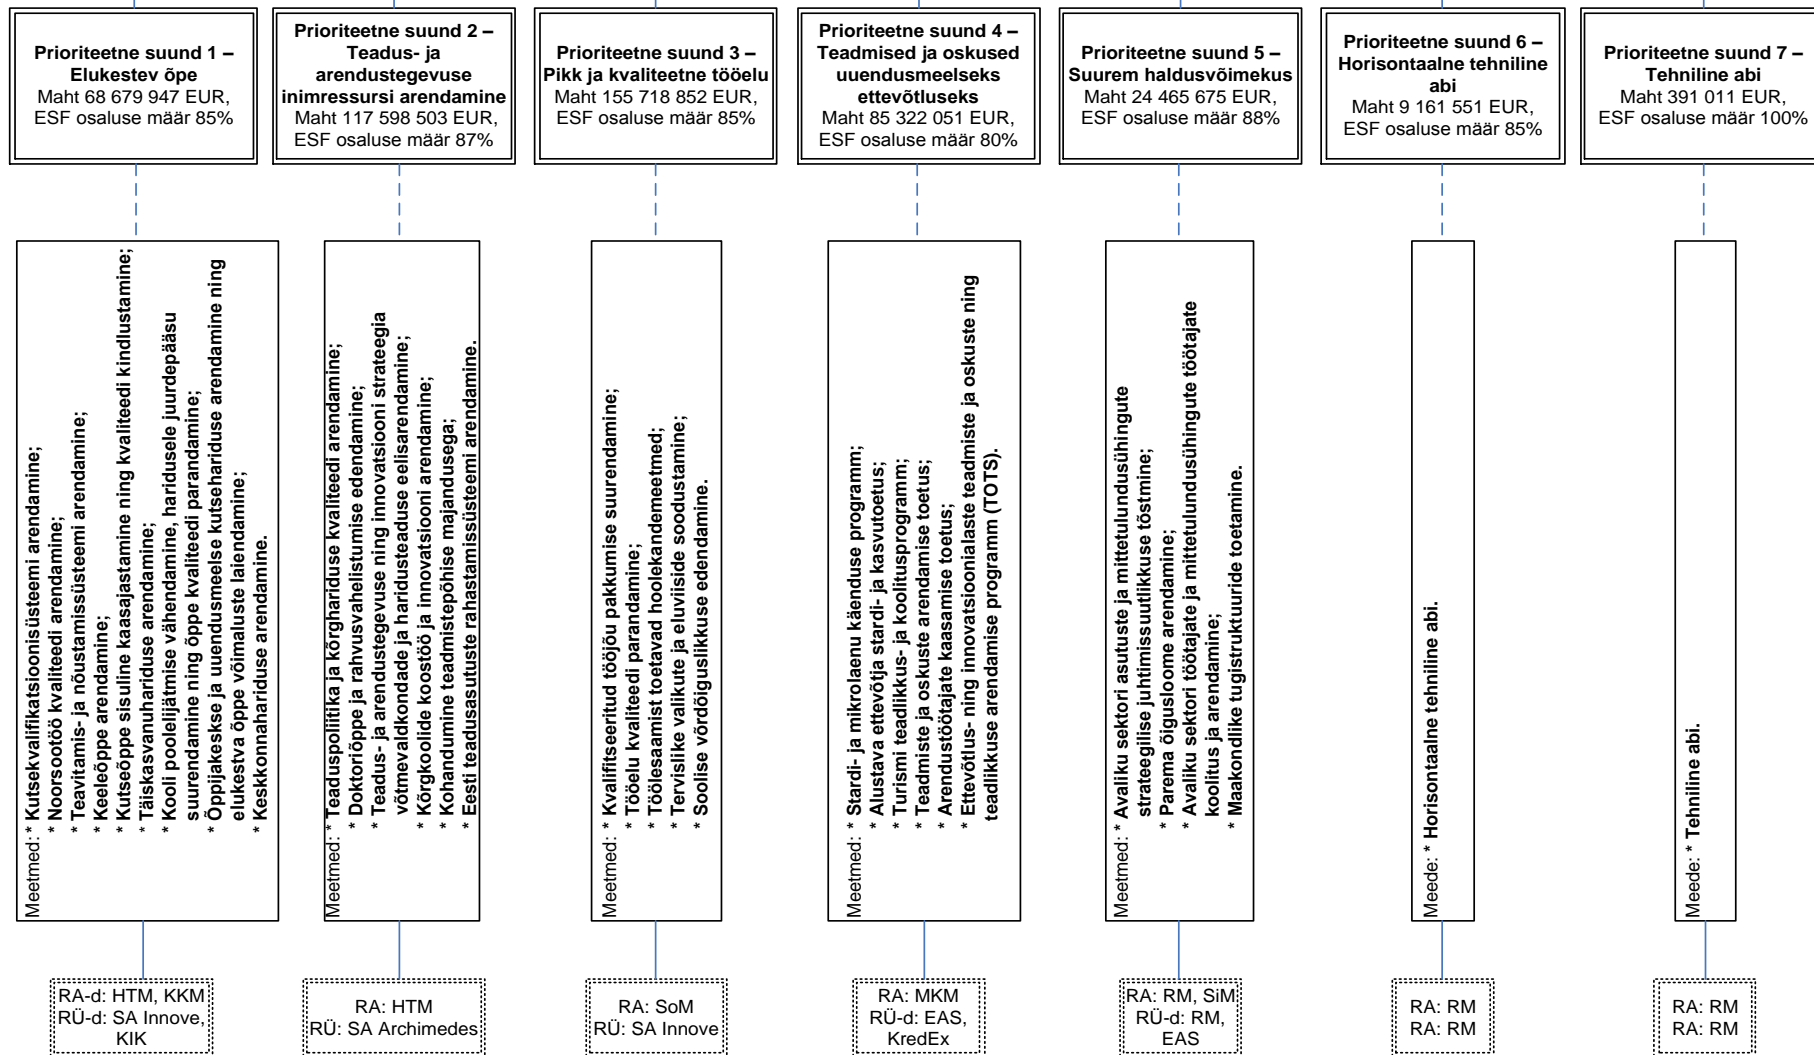 Prioriteetne suund 1 –
Elukestev õpe
Maht 68 679 947 EUR,
ESF osaluse määr 85%
Prioriteetne suund 2 –
Teadus- ja
arendustegevuse
inimressursi arendamine
Maht 117 598 503 EUR,
ESF osaluse määr 87%
Prioriteetne suund 3 –
Pikk ja kvaliteetne tööelu
Maht 155 718 852 EUR,
ESF osaluse määr 85%
Prioriteetne suund 4 –
Teadmised ja oskused
uuendusmeelseks
ettevõtluseks
Maht 85 322 051 EUR,
ESF osaluse määr 80%
Prioriteetne suund 5 –
Suurem haldusvõimekus
Maht 24 465 675 EUR,
ESF osaluse määr 88%
Prioriteetne suund 6 –
Horisontaalne tehniline
abi
Maht 9 161 551 EUR,
ESF osaluse määr 85%
Prioriteetne suund 7 –
Tehniline abi
Maht 391 011 EUR,
ESF osaluse määr 100%
Meetmed: * Kutsekvalifikatsioonisüsteemi arendamine;
* Noorsootöö kvaliteedi arendamine;
* Teavitamis- ja nõustamissüsteemi arendamine;
* Keeleõppe arendamine;
* Kutseõppe sisuline kaasajastamine ning kvaliteedi kindlustamine;
* Täiskasvanuhariduse arendamine;
* Kooli poolelijätmise vähendamine, haridusele juurdepääsu
suurendamine ning õppe kvaliteedi parandamine;
* Õppijakeskse ja uuendusmeelse kutsehariduse arendamine ning
elukestva õppe võimaluste laiendamine;
* Keskkonnahariduse arendamine.
Meetmed: * Teaduspoliitika ja kõrghariduse kvaliteedi arendamine;
* Doktoriõppe ja rahvusvahelistumise edendamine;
* Teadus- ja arendustegevuse ning innovatsiooni strateegia
võtmevaldkondade ja haridusteaduse eelisarendamine;
* Kõrgkoolide koostöö ja innovatsiooni arendamine;
* Kohandumine teadmistepõhise majandusega;
* Eesti teadusasutuste rahastamissüsteemi arendamine.
Meetmed: * Kvalifitseeritud tööjõu pakkumise suurendamine;
* Tööelu kvaliteedi parandamine;
* Töölesaamist toetavad hoolekandemeetmed;
* Tervislike valikute ja eluviiside soodustamine;
* Soolise võrdõiguslikkuse edendamine.
Meetmed: * Stardi- ja mikrolaenu käenduse programm;
* Alustava ettevõtja stardi- ja kasvutoetus;
* Turismi teadlikkus- ja koolitusprogramm;
* Teadmiste ja oskuste arendamise toetus;
* Arendustöötajate kaasamise toetus;
* Ettevõtlus- ning innovatsioonialaste teadmiste ja oskuste ning
teadlikkuse arendamise programm (TOTS).
Meetmed: * Avaliku sektori asutuste ja mittetulundusühingute
strateegilise juhtimissuutlikkuse tõstmine;
* Parema õigusloome arendamine;
* Avaliku sektori töötajate ja mittetulundusühingute töötajate
koolitus ja arendamine;
* Maakondlike tugistruktuuride toetamine.
Meede: * Horisontaalne tehniline abi.
Meede: * Tehniline abi.
RA-d: HTM, KKM
RÜ-d: SA Innove,
KIK
RA: HTM
RÜ: SA Archimedes
RA: SoM
RÜ: SA Innove
RA: MKM
RÜ-d: EAS,
KredEx
RA: RM, SiM
RÜ-d: RM,
EAS
RA: RM
RA: RM
RA: RM
RA: RM